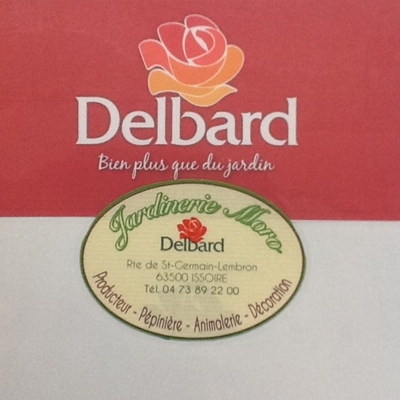 Delbard
Bien plus que du jardin
Jardinerie Moro
Delbard
Rte de St-Germain-Lembron
63500 ISSOIRE
Tél. 04 73 89 22 00
Producteur - Pépinière - Animalerie - Décoration